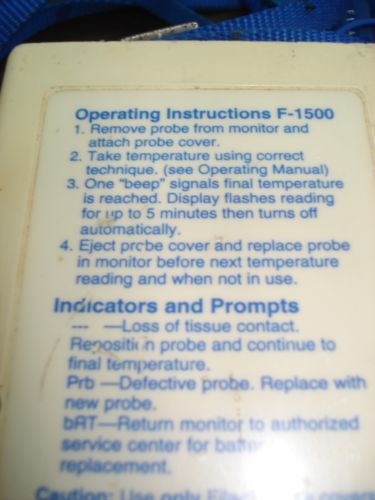 Operating Instructions F-1500
1. Remove probe from monitor and
attach probe cover.
2. Take temperature using correct
technique. (see Operating Manual)
3. One "beep" signals final temperature
is reached. Display flashes reading
for up to 5 minutes then turns off
automatically.
4. Eject probe cover and replace probe
in monitor before next temperature
reading and when not in use.
Indicators and Prompts
--- —Loss of tissue contact.
Reposition probe and continue to
final temperature.
Prb —Defective probe. Replace with
new probe.
bRT—Return monitor to authorized
service center for battery
replacement.
Caution: Use only